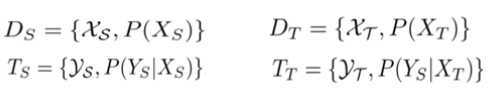 D_S = {𝒳_𝒮, P(X_S)} D_T = {𝒳_𝒯, P(X_T)}
T_S = {𝒴_𝒮, P(Y_S|X_S)} T_T = {𝒴_𝒯, P(Y_S|X_T)}